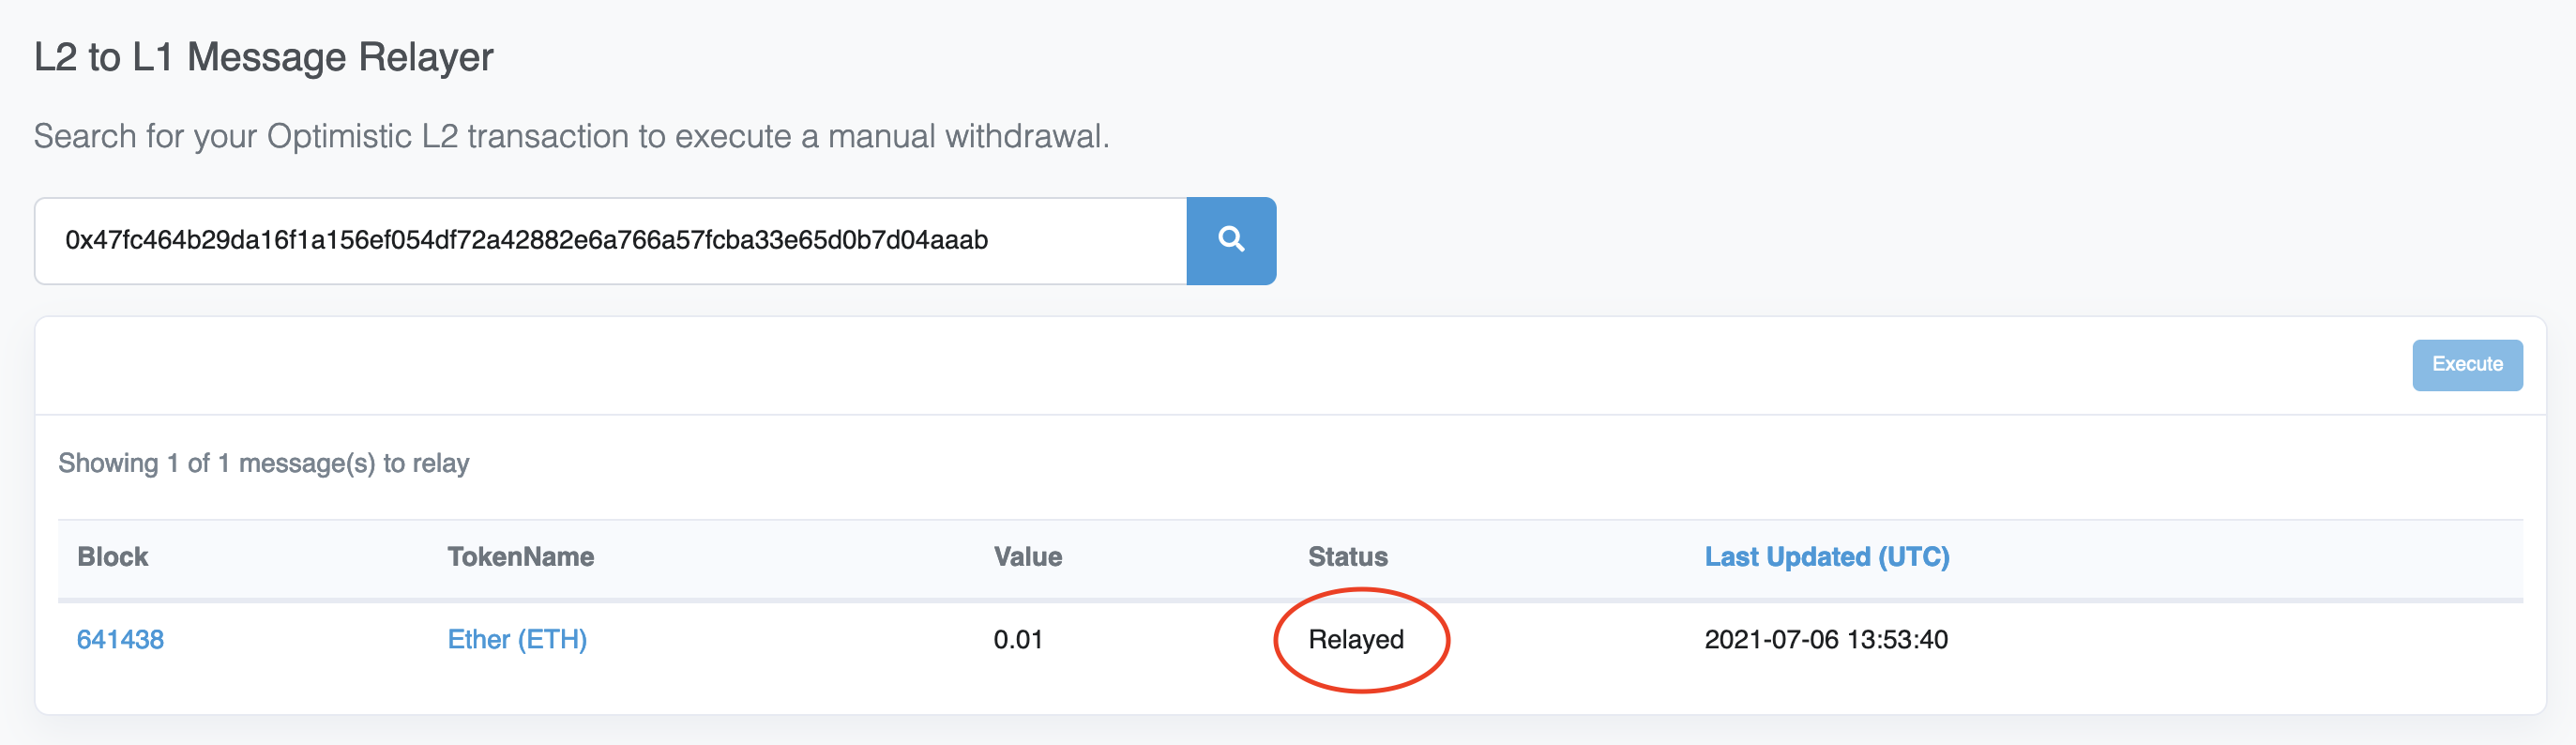 L2 to L1 Message Relayer
Search for your Optimistic L2 transaction to execute a manual withdrawal.
0x47fc464b29da16f1a156ef054df72a42882e6a766a57fcba33e65d0b7d04aaab
Execute
Showing 1 of 1 message(s) to relay
Block TokenName Value Status Last Updated (UTC)
641438 Ether (ETH) 0.01 Relayed 2021-07-06 13:53:40